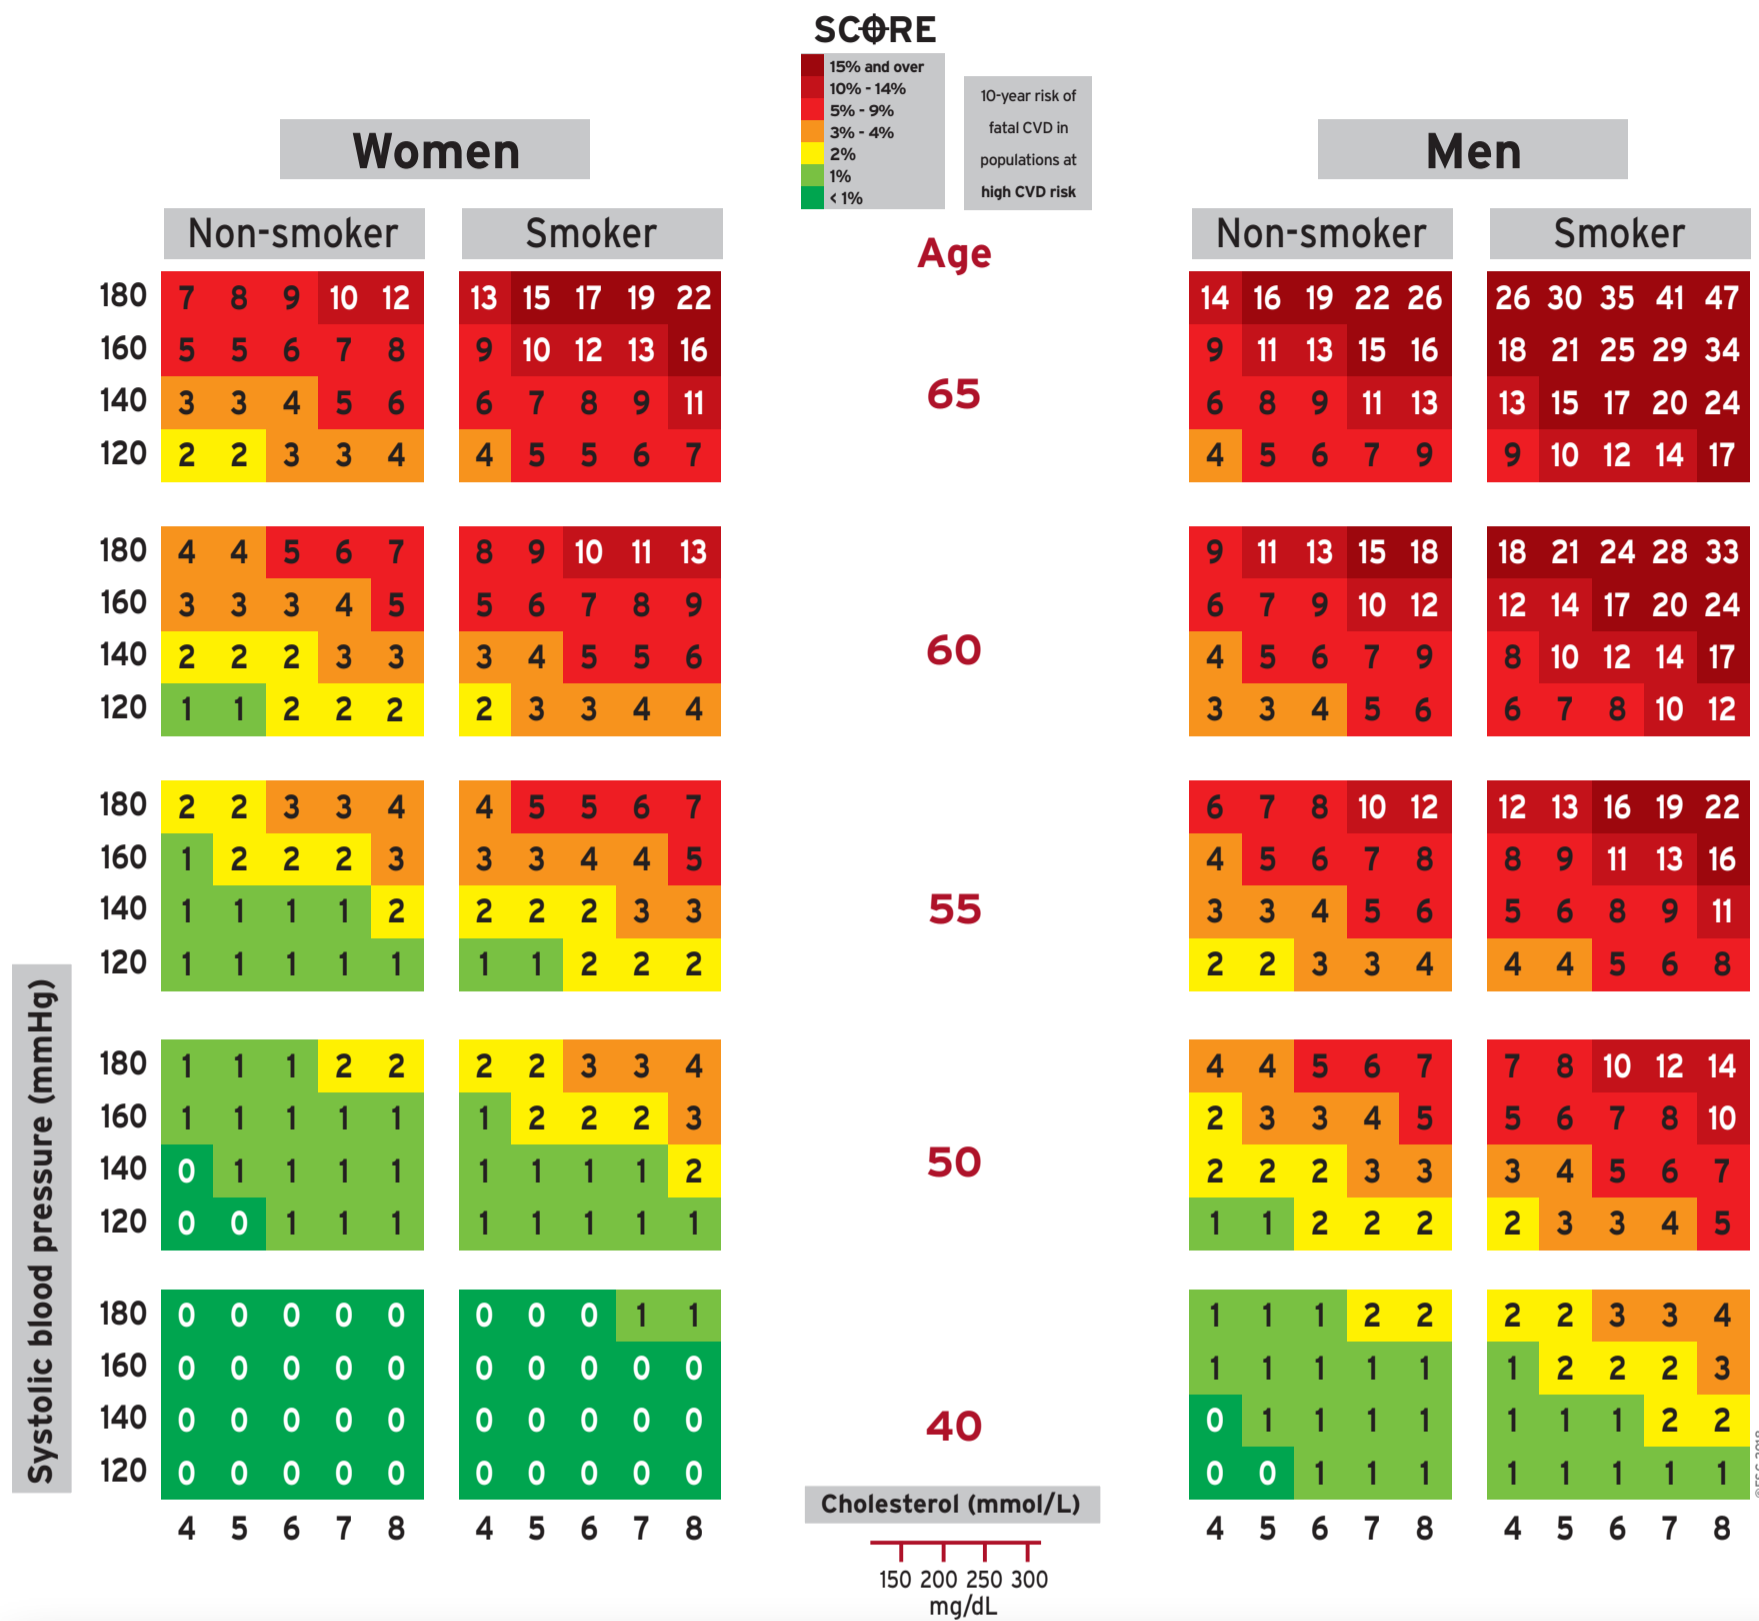 SCORE
15% and over
10% - 14%
5% - 9%
3% - 4%
2%
1%
< 1%
10-year risk of
fatal CVD in
populations at
high CVD risk
Women
Men
Non-smoker Smoker Age Non-smoker Smoker
180 7 8 9 10 12 13 15 17 19 22 14 16 19 22 26 26 30 35 41 47
160 5 5 6 7 8 9 10 12 13 16 9 11 13 15 16 18 21 25 29 34
65
140 3 3 4 5 6 6 7 8 9 11 6 8 9 11 13 13 15 17 20 24
120 2 2 3 3 4 4 5 5 6 7 4 5 6 7 9 9 10 12 14 17
180 4 4 5 6 7 8 9 10 11 13 9 11 13 15 18 18 21 24 28 33
160 3 3 3 4 5 5 6 7 8 9 6 7 9 10 12 12 14 17 20 24
60
140 2 2 2 3 3 3 4 5 5 6 4 5 6 7 9 8 10 12 14 17
120 1 1 2 2 2 2 3 3 4 4 3 3 4 5 6 6 7 8 10 12
180 2 2 3 3 4 4 5 5 6 7 6 7 8 10 12 12 13 16 19 22
160 1 2 2 2 3 3 3 4 4 5 4 5 6 7 8 8 9 11 13 16
55
140 1 1 1 1 2 2 2 2 3 3 3 3 4 5 6 5 6 8 9 11
120 1 1 1 1 1 1 1 2 2 2 2 2 3 3 4 4 4 5 6 8
180 1 1 1 2 2 2 2 3 3 4 4 4 5 6 7 7 8 10 12 14
160 1 1 1 1 1 1 2 2 2 3 2 3 3 4 5 5 6 7 8 10
50
140 0 1 1 1 1 1 1 1 1 2 2 2 2 3 3 3 4 5 6 7
120 0 0 1 1 1 1 1 1 1 1 1 1 2 2 2 2 3 3 4 5
180 0 0 0 0 0 0 0 0 1 1 1 1 1 2 2 2 2 3 3 4
160 0 0 0 0 0 0 0 0 0 0 1 1 1 1 1 1 2 2 2 3
40
140 0 0 0 0 0 0 0 0 0 0 0 1 1 1 1 1 1 1 2 2
120 0 0 0 0 0 0 0 0 0 0 0 0 1 1 1 1 1 1 1 1
4 5 6 7 8 4 5 6 7 8 4 5 6 7 8 4 5 6 7 8
Systolic blood pressure (mmHg)
Cholesterol (mmol/L)
150 200 250 300
mg/dL